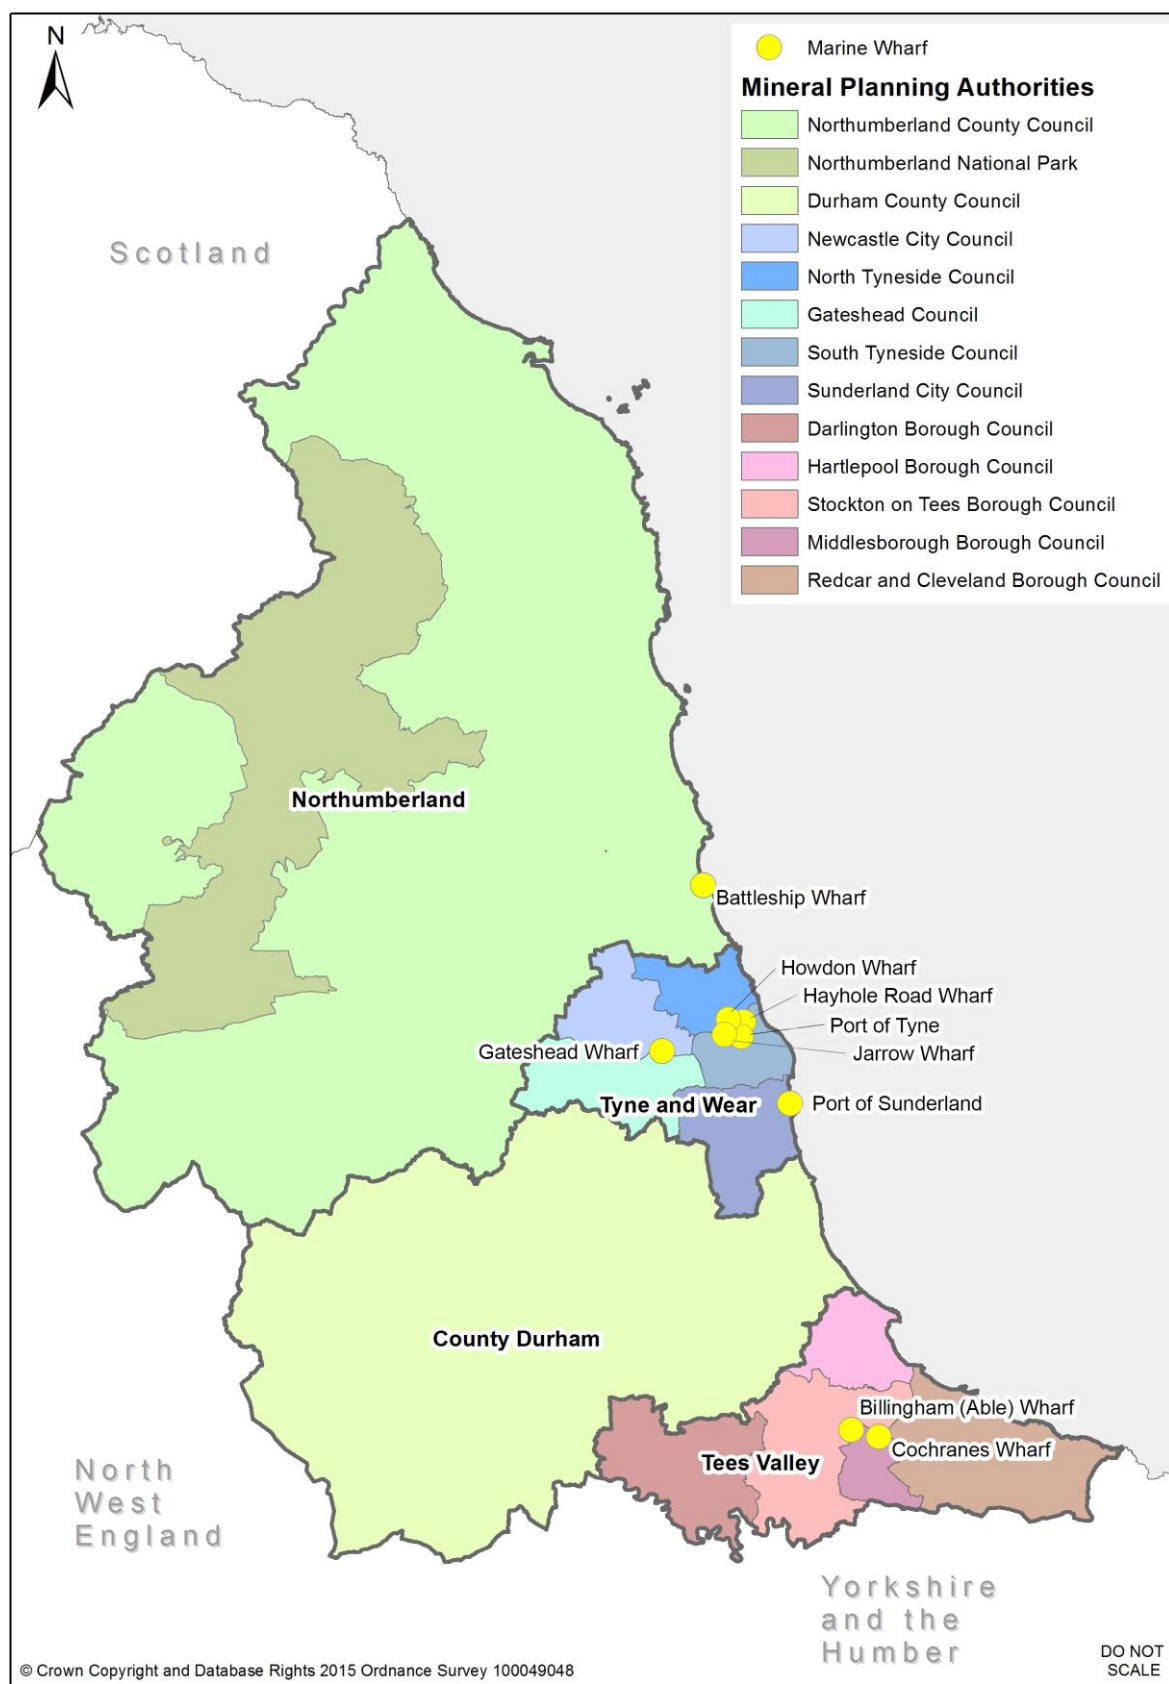 N
Marine Wharf
Mineral Planning Authorities
Northumberland County Council
Northumberland National Park
Durham County Council
Newcastle City Council
North Tyneside Council
Gateshead Council
South Tyneside Council
Sunderland City Council
Darlington Borough Council
Hartlepool Borough Council
Stockton on Tees Borough Council
Middlesborough Borough Council
Redcar and Cleveland Borough Council
Scotland
Northumberland
Battleship Wharf
Howdon Wharf
Hayhole Road Wharf
Port of Tyne
Jarrow Wharf
Gateshead Wharf
Tyne and Wear
Port of Sunderland
County Durham
Billingham (Able) Wharf
Cochranes Wharf
Tees Valley
North
West
England
Yorkshire
and the
Humber
DO NOT
SCALE
© Crown Copyright and Database Rights 2015 Ordnance Survey 100049048